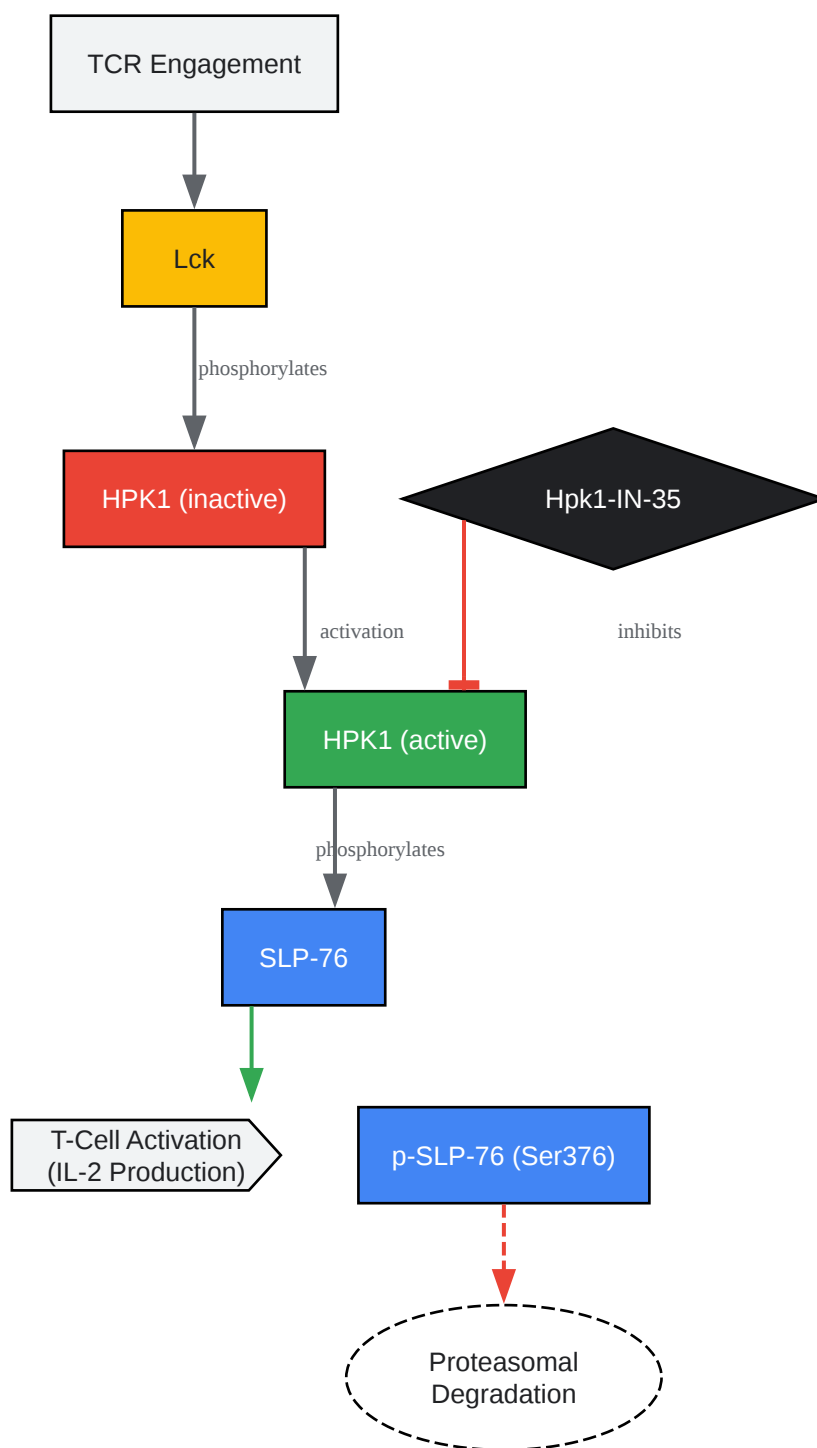 TCR Engagement
Lck
phosphorylates
HPK1 (inactive)
Hpk1-IN-35
activation
inhibits
HPK1 (active)
phosphorylates
SLP-76
T-Cell Activation
(IL-2 Production)
p-SLP-76 (Ser376)
Proteasomal
Degradation